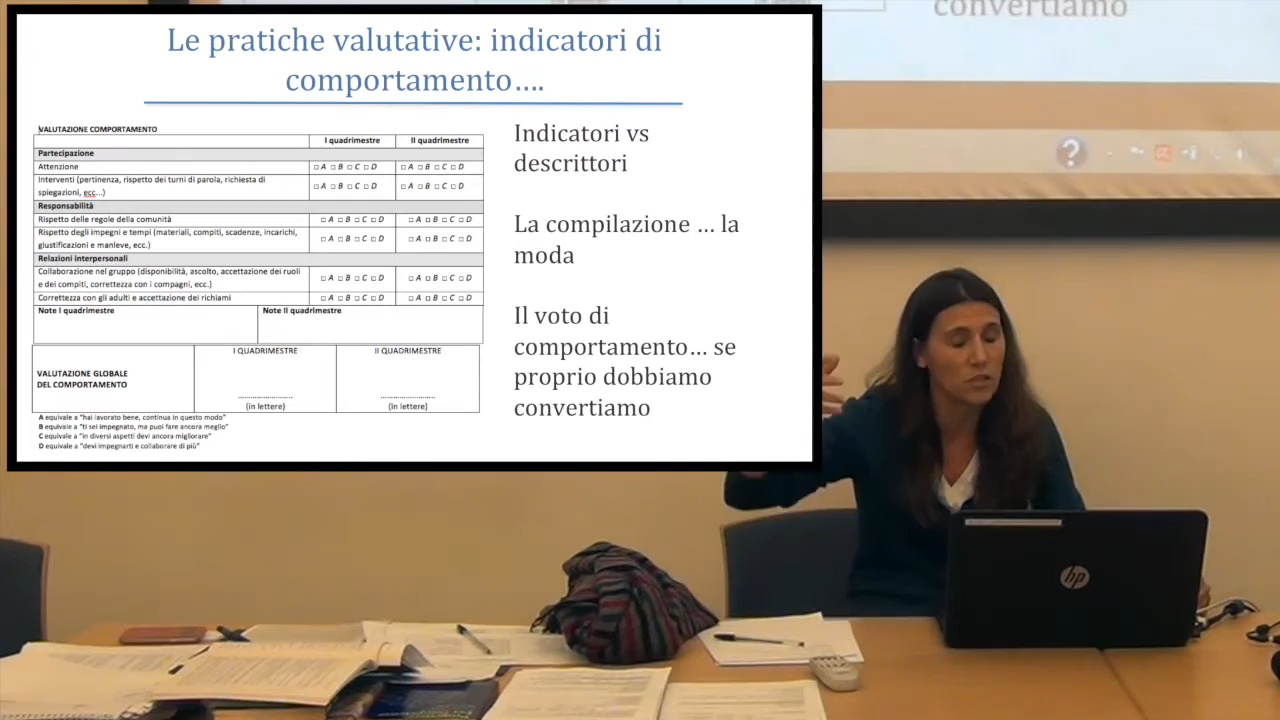 Le pratiche valutative: indicatori di
comportamento….
VALUTAZIONE COMPORTAMENTO
I quadrimestre II quadrimestre
Partecipazione
Attenzione □ A □ B □ C □ D □ A □ B □ C □ D
Interventi (pertinenza, rispetto dei turni di parola, richiesta di
spiegazioni, ecc...) □ A □ B □ C □ D □ A □ B □ C □ D
Responsabilità
Rispetto delle regole della comunità □ A □ B □ C □ D □ A □ B □ C □ D
Rispetto degli impegni e tempi (materiali, compiti, scadenze, incarichi,
giustificazioni e manleve, ecc.) □ A □ B □ C □ D □ A □ B □ C □ D
Relazioni interpersonali
Collaborazione nel gruppo (disponibilità, ascolto, accettazione dei ruoli
e dei compiti, correttezza con i compagni, ecc.) □ A □ B □ C □ D □ A □ B □ C □ D
Correttezza con gli adulti e accettazione dei richiami □ A □ B □ C □ D □ A □ B □ C □ D
Note I quadrimestre Note II quadrimestre
I QUADRIMESTRE II QUADRIMESTRE
VALUTAZIONE GLOBALE
DEL COMPORTAMENTO
........................ ........................
(in lettere) (in lettere)
A equivale a "hai lavorato bene, continua in questo modo"
B equivale a "ti sei impegnato, ma puoi fare ancora meglio"
C equivale a "in diversi aspetti devi ancora migliorare"
D equivale a "devi impegnarti e collaborare di più"
Indicatori vs
descrittori
La compilazione … la
moda
Il voto di
comportamento… se
proprio dobbiamo
convertiamo
convertiamo
?
hp